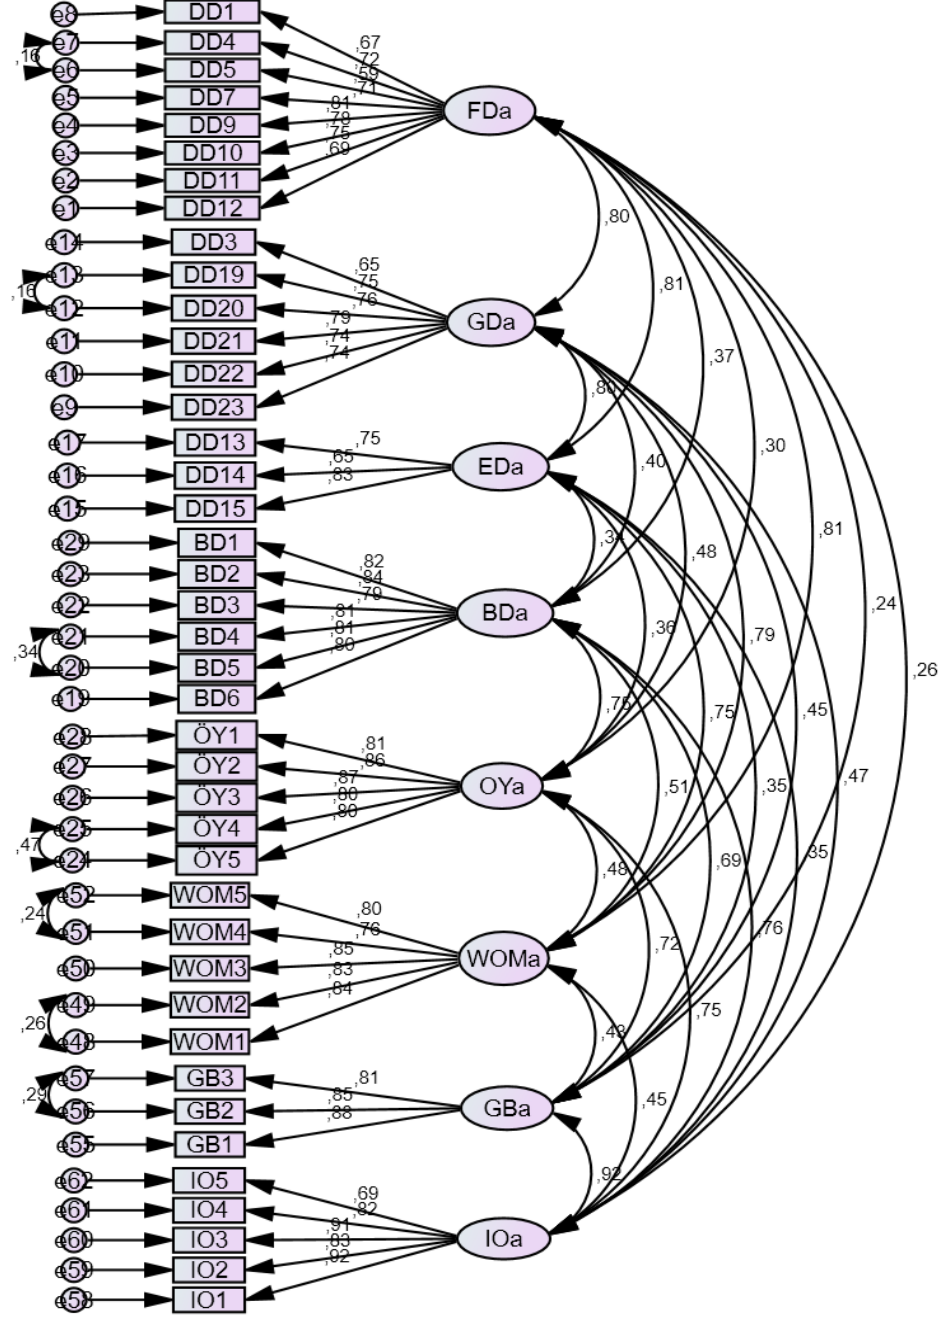 e8 DD1
e7 DD4
,16
e6 DD5
e5 DD7
e4 DD9
e3 DD10
e2 DD11
e1 DD12
,67
,72
,59
,71
,81
,78
,75
,69
FDa
e14 DD3
e13 DD19
,16
e12 DD20
e11 DD21
e10 DD22
e9 DD23
,65
,75
,76
,79
,74
,74
GDa
e17 DD13
e16 DD14
e15 DD15
,75
,65
,83
EDa
e29 BD1
e23 BD2
e22 BD3
e21 BD4
,34
e20 BD5
e19 BD6
,82
,84
,79
,81
,81
,80
BDa
e28 ÖY1
e27 ÖY2
e26 ÖY3
e25 ÖY4
,47
e24 ÖY5
,81
,86
,87
,80
,80
OYa
e52 WOM5
,24
e51 WOM4
e50 WOM3
e49 WOM2
,26
e48 WOM1
,80
,76
,85
,83
,84
WOMa
e57 GB3
,29
e56 GB2
e55 GB1
,81
,85
,88
GBa
e62 IO5
e61 IO4
e60 IO3
e59 IO2
e58 IO1
,69
,82
,91
,83
,92
IOa
,80
,81
,37
,80
,30
,40
,81
,34
,48
,24
,36
,79
,26
,75
,75
,45
,47
,51
,35
,35
,48
,69
,72
,76
,75
,43
,45
,92